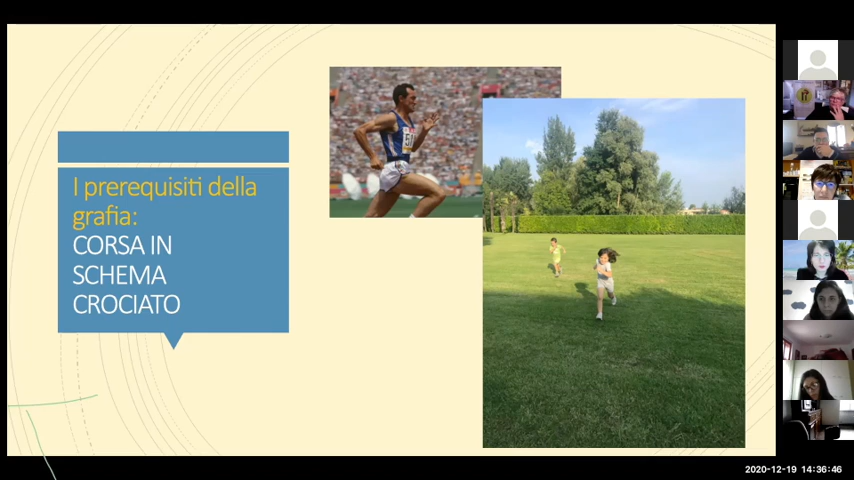 I prerequisiti della
grafia:
CORSA IN
SCHEMA
CROCIATO
2020-12-19 14:36:46